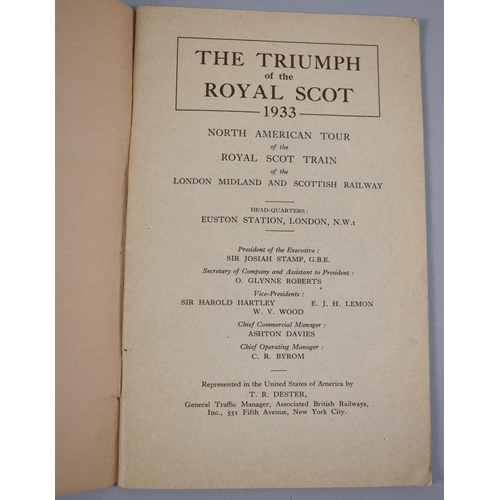 THE TRIUMPH
of the
ROYAL SCOT
1933
NORTH AMERICAN TOUR
of the
ROYAL SCOT TRAIN
of the
LONDON MIDLAND AND SCOTTISH RAILWAY
HEAD-QUARTERS:
EUSTON STATION, LONDON, N.W.1
President of the Executive:
SIR JOSIAH STAMP, G.B.E.
Secretary of Company and Assistant to President:
O. GLYNNE ROBERTS
Vice-Presidents:
SIR HAROLD HARTLEY E. J. H. LEMON
W. V. WOOD
Chief Commercial Manager:
ASHTON DAVIES
Chief Operating Manager:
C. R. BYROM
Represented in the United States of America by
T. R. DESTER,
General Traffic Manager, Associated British Railways,
Inc., 551 Fifth Avenue, New York City.